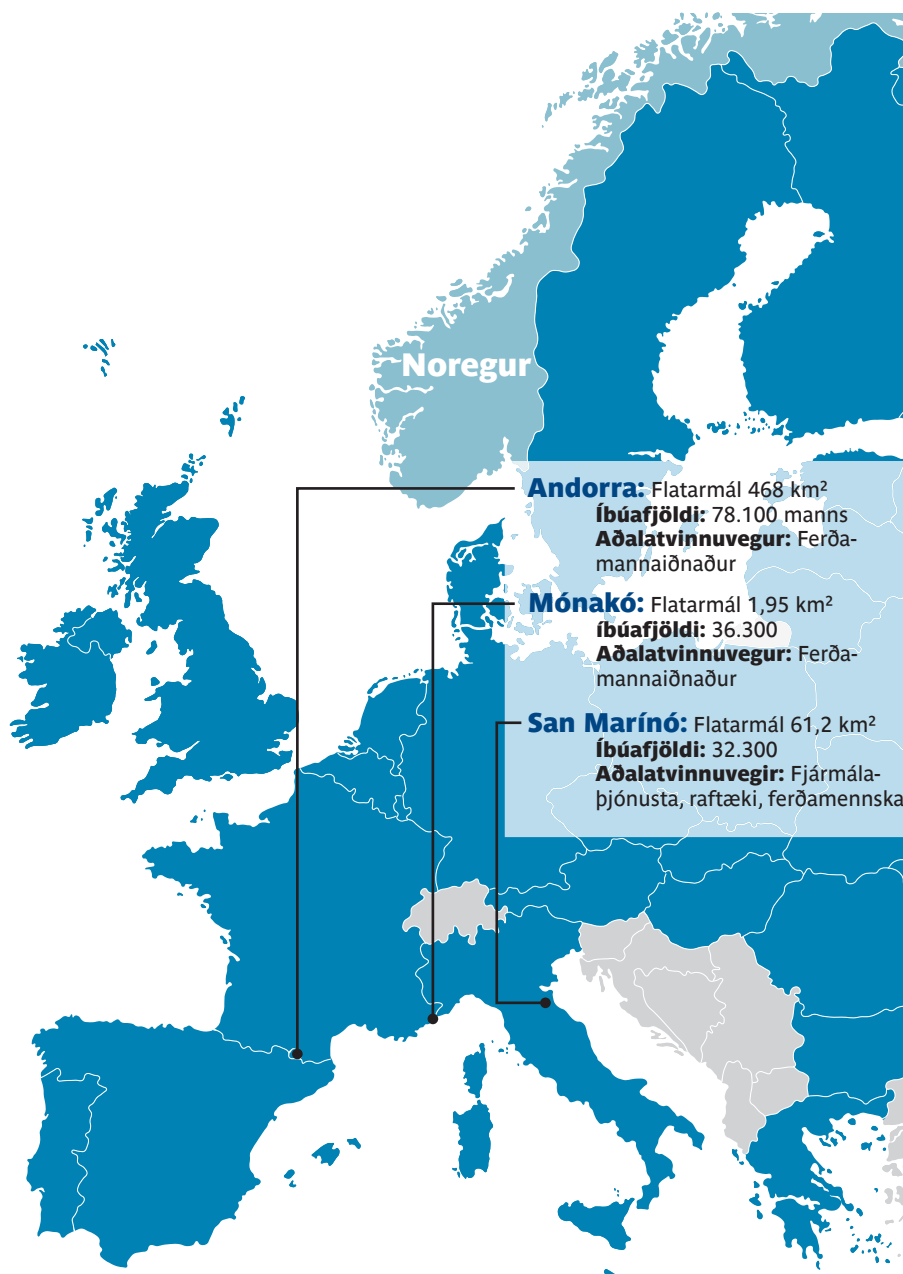 Noregur
Andorra: Flatarmál 468 km²
Íbúafjöldi: 78.100 manns
Aðalatvinnuvegur: Ferða-
mannaiðnaður
Mónakó: Flatarmál 1,95 km²
íbúafjöldi: 36.300
Aðalatvinnuvegur: Ferða-
mannaiðnaður
San Marínó: Flatarmál 61,2 km²
Íbúafjöldi: 32.300
Aðalatvinnuvegir: Fjármála-
þjónusta, raftæki, ferðamennska